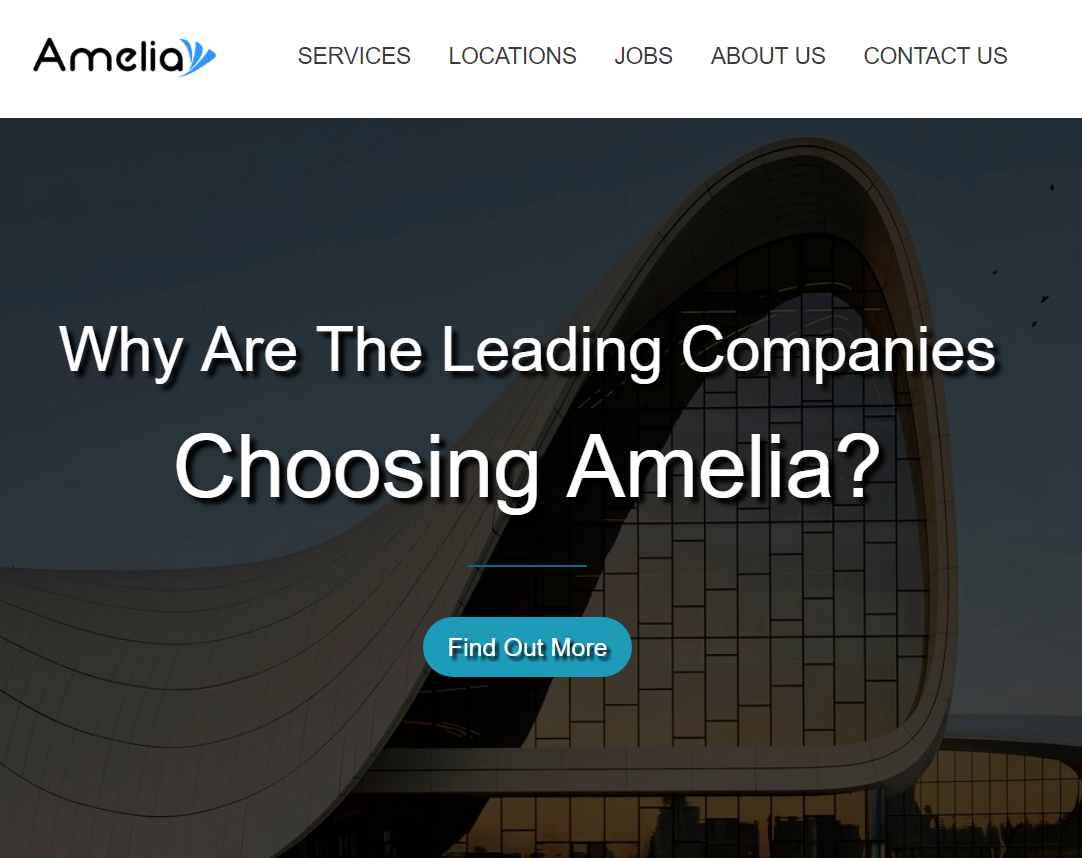 Amelia
SERVICES LOCATIONS JOBS ABOUT US CONTACT US
Why Are The Leading Companies
Choosing Amelia?
Find Out More